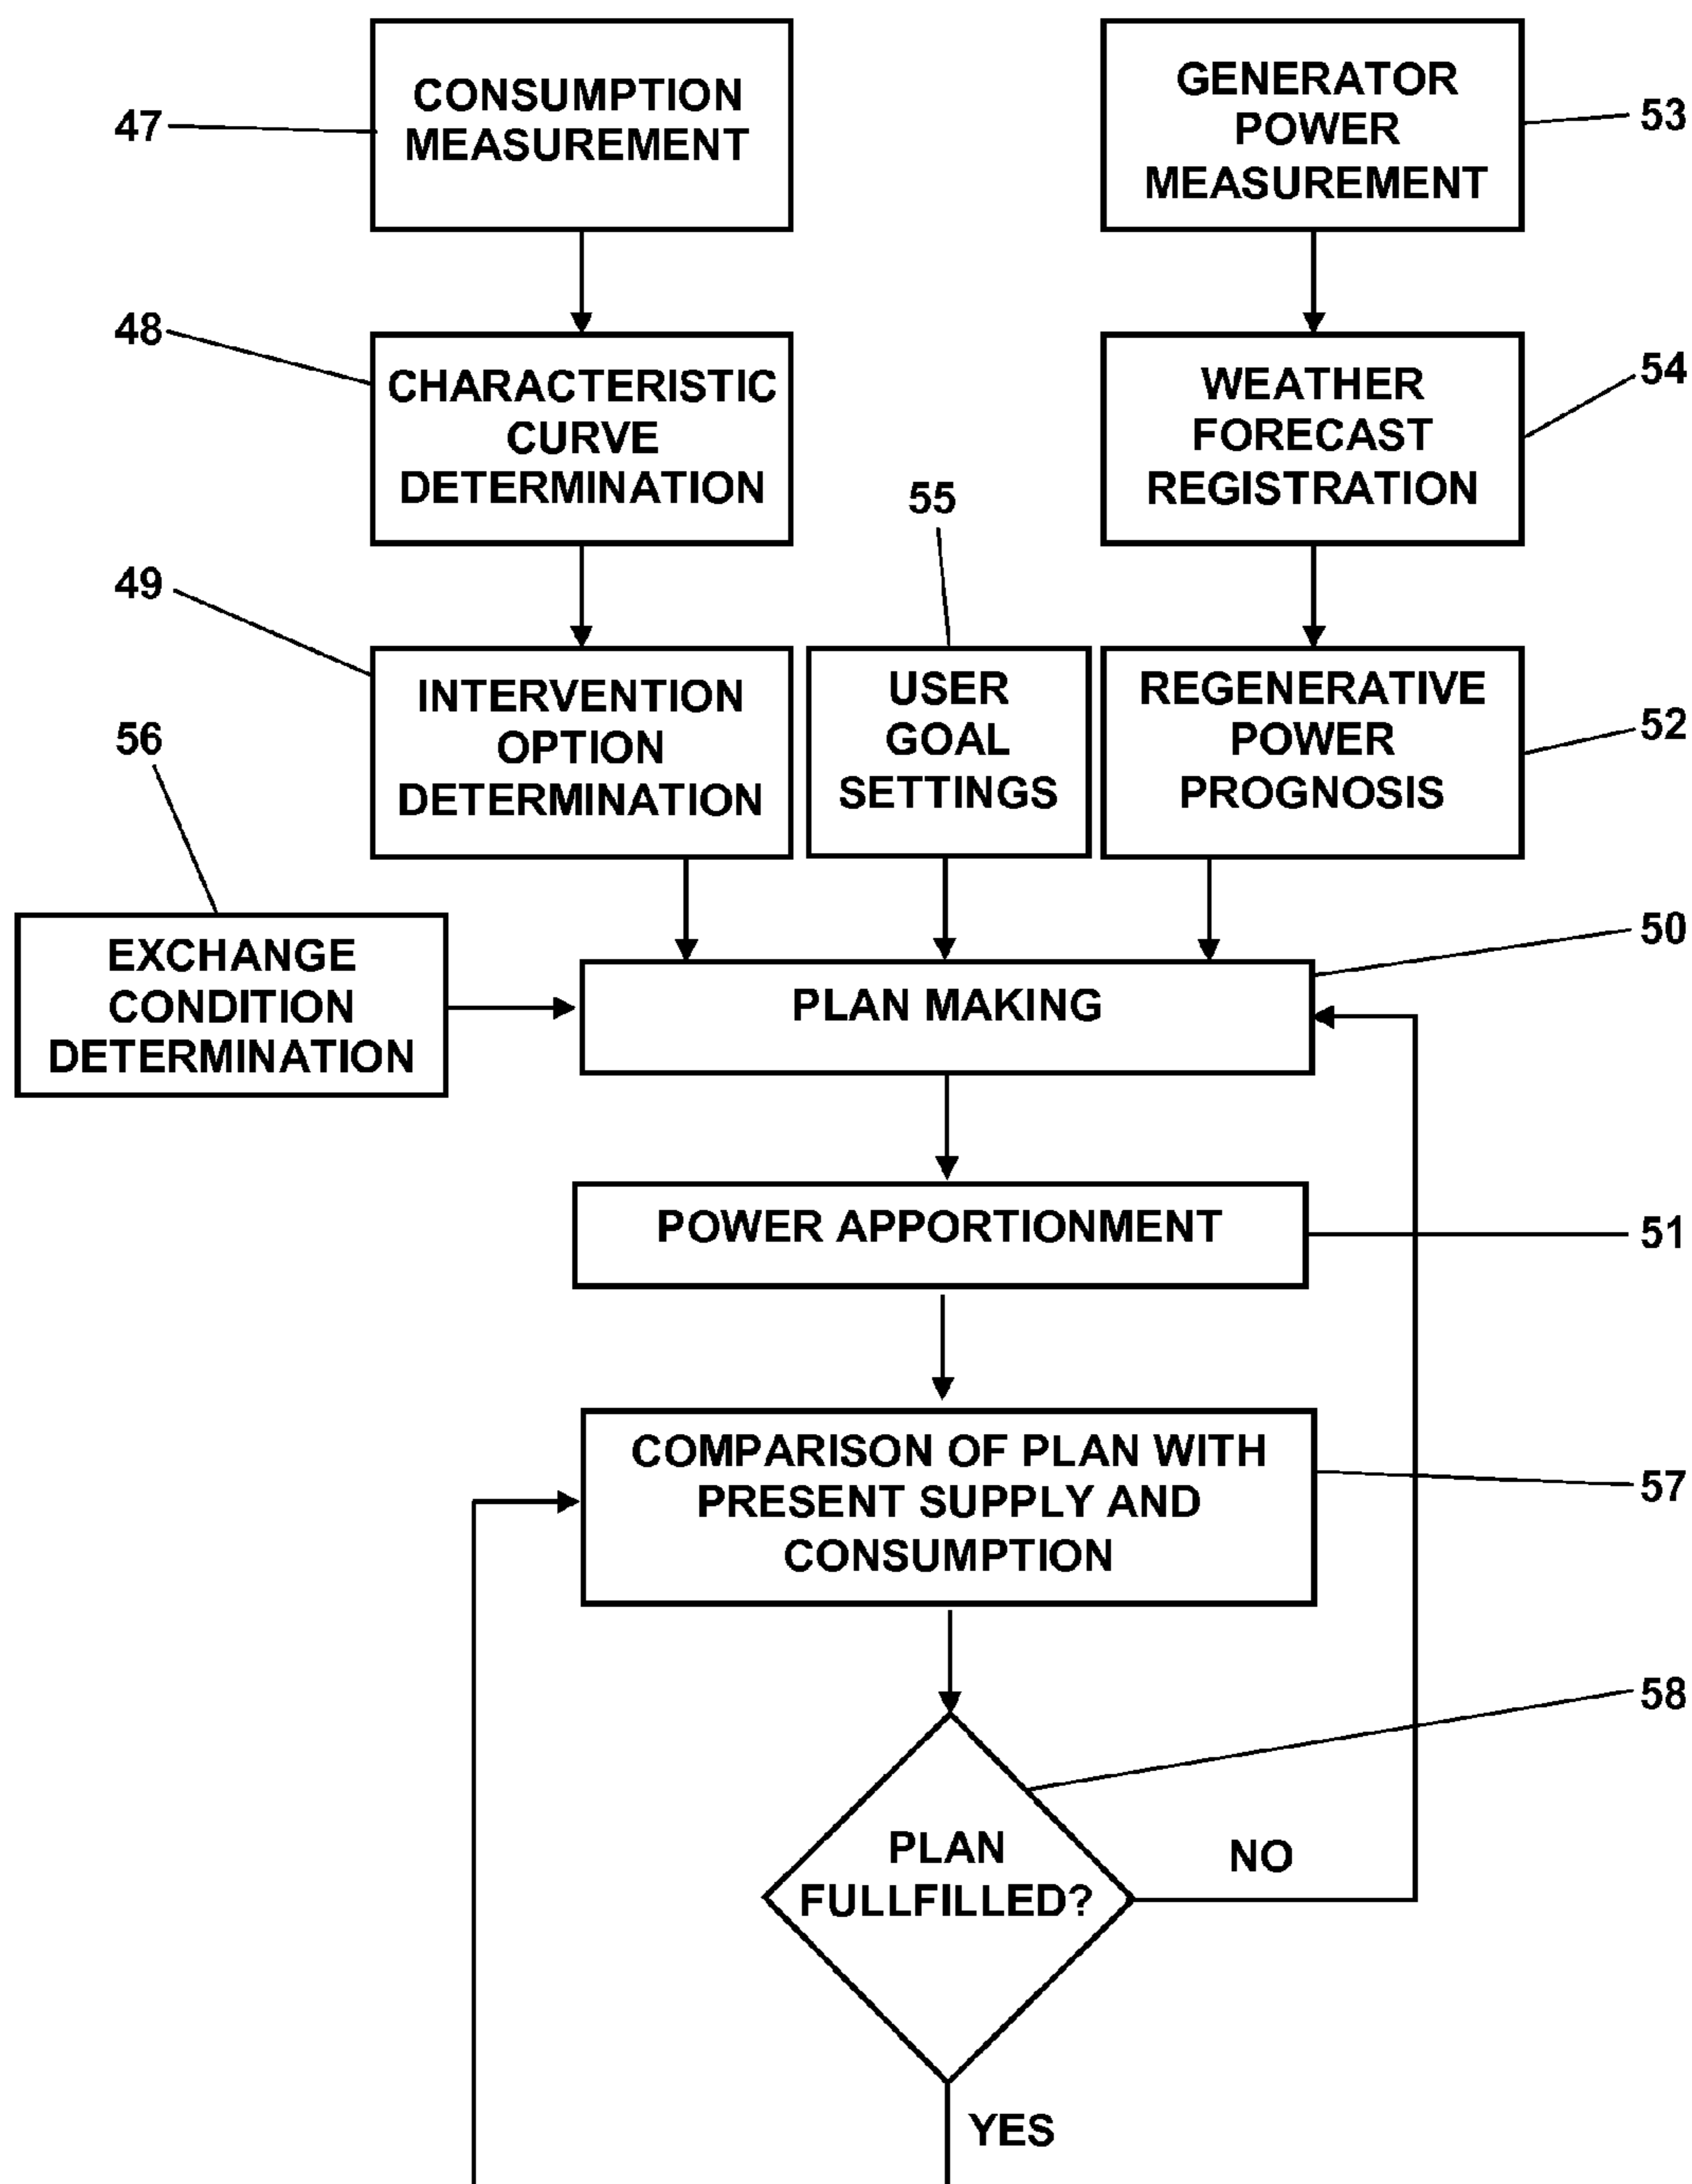 47
CONSUMPTION
MEASUREMENT
GENERATOR
POWER
MEASUREMENT
53
48
CHARACTERISTIC
CURVE
DETERMINATION
WEATHER
FORECAST
REGISTRATION
54
55
49
INTERVENTION
OPTION
DETERMINATION
USER
GOAL
SETTINGS
REGENERATIVE
POWER
PROGNOSIS
52
56
EXCHANGE
CONDITION
DETERMINATION
PLAN MAKING
50
POWER APPORTIONMENT
51
COMPARISON OF PLAN WITH
PRESENT SUPPLY AND
CONSUMPTION
57
58
PLAN
FULLFILLED?
NO
YES